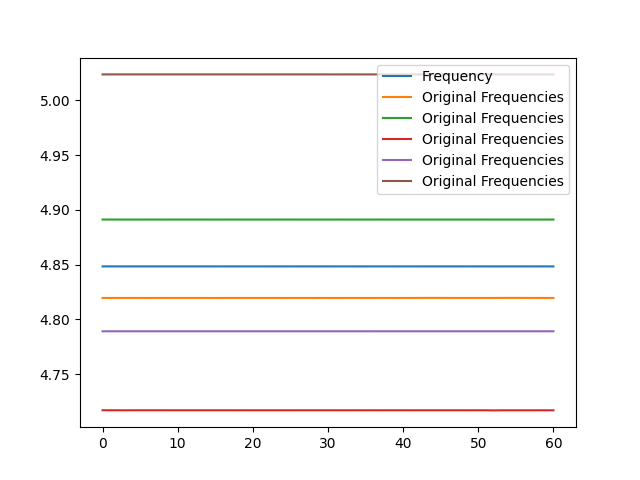 Frequency
Original Frequencies
Original Frequencies
Original Frequencies
Original Frequencies
Original Frequencies
5.00
4.95
4.90
4.85
4.80
4.75
0 10 20 30 40 50 60